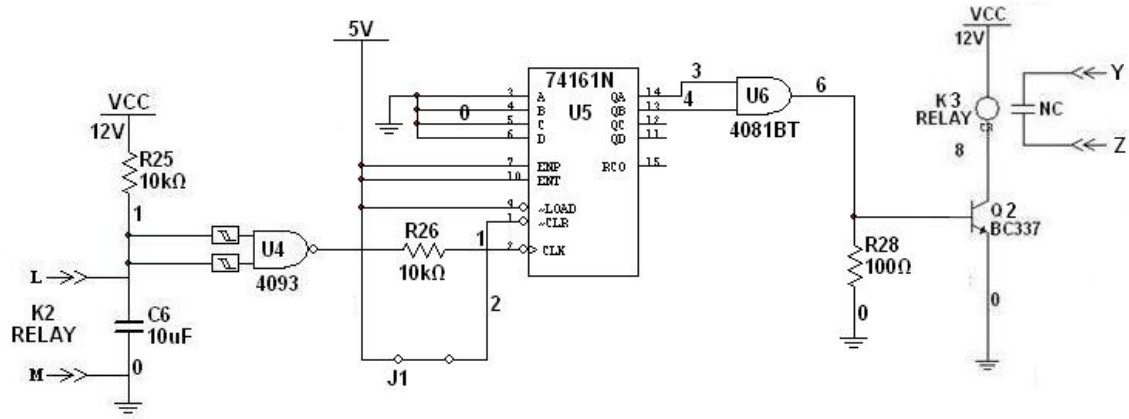 VCC
12V
R25
10kΩ
1
L
K2
RELAY
M
C6
10uF
0
U4
4093
R26
10kΩ
5V
J1
2
1
0
74161N
U5
3 A QA 14
4 B QB 13
5 C QC 12
6 D QD 11
7 ENP RCO 15
10 ENT
9 ~LOAD
1 ~CLR
2 CLK
3
4
U6
4081BT
6
R28
100Ω
0
VCC
12V
K3
RELAY
CR
8
NC
Y
Z
Q2
BC337
0